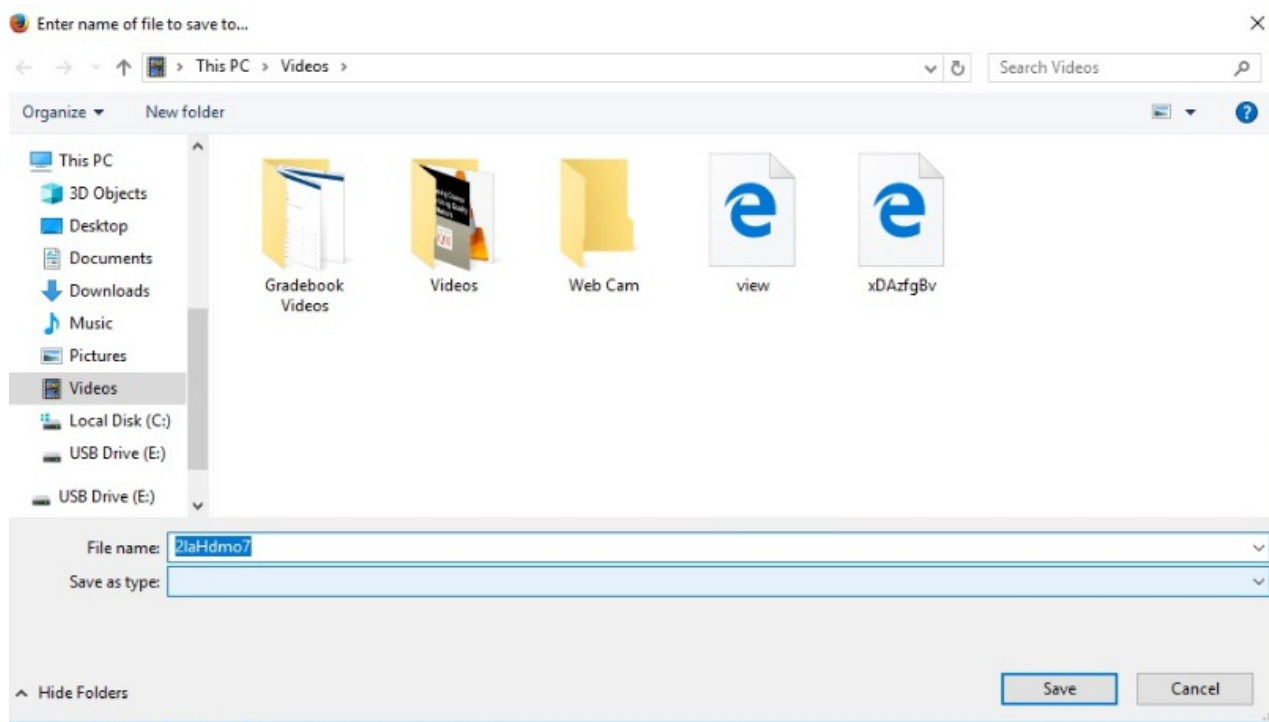 Enter name of file to save to...
This PC > Videos >
Search Videos
Organize
New folder
This PC
3D Objects
Desktop
Documents
Downloads
Music
Pictures
Videos
Local Disk (C:)
USB Drive (E:)
USB Drive (E:)
Gradebook
Videos
Videos
Web Cam
view
xDAzfgBv
File name: 2IaHdmo7
Save as type:
Hide Folders
Save
Cancel